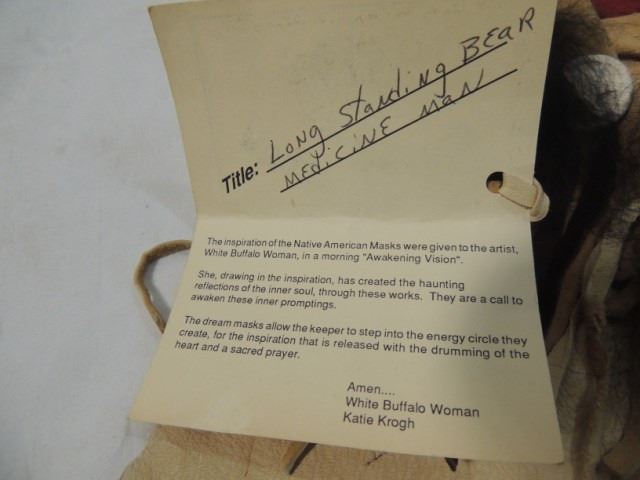 Title: Long Standing Bear
Medicine Man
The inspiration of the Native American Masks were given to the artist,
White Buffalo Woman, in a morning "Awakening Vision".
She, drawing in the inspiration, has created the haunting
reflections of the inner soul, through these works. They are a call to
awaken these inner promptings.
The dream masks allow the keeper to step into the energy circle they
create, for the inspiration that is released with the drumming of the
heart and a sacred prayer.
Amen....
White Buffalo Woman
Katie Krogh